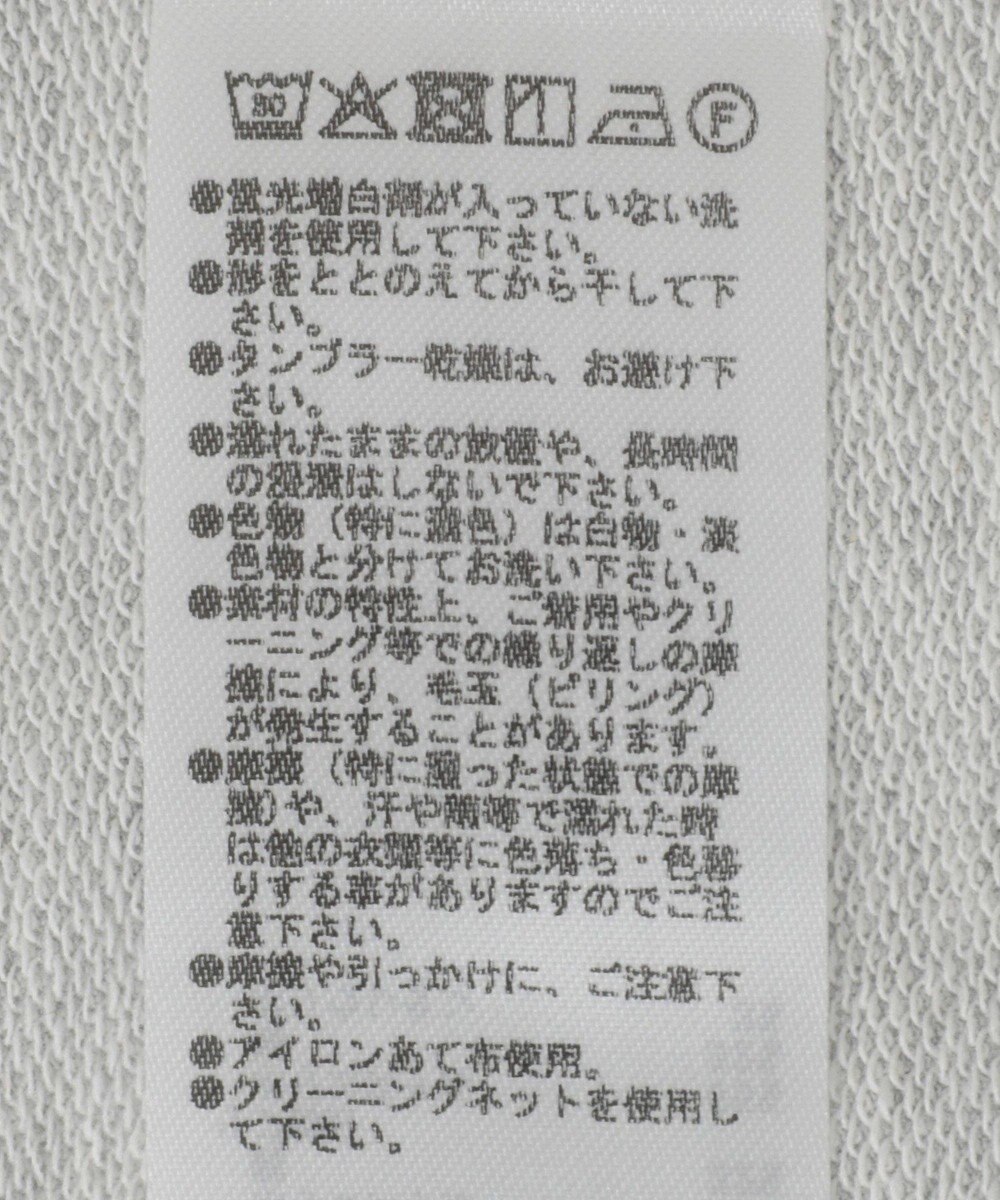 30
F
●蛍光増白剤が入っていない洗
剤を使用して下さい。
●形をととのえてから干して下
さい。
●タンブラー乾燥は、お避け下
さい。
●濡れたままの放置や、長時間
の浸漬はしないで下さい。
●色物（特に濃色）は白物・淡
色物と分けてお洗い下さい。
●素材の特性上、ご着用やクリ
ーニング等での繰り返しの摩
擦により、毛玉（ピリング）
が発生することがあります。
●摩擦（特に湿った状態での摩
擦）や、汗や雨等で濡れた時
は他の衣類等に色落ち・色移
りする事がありますのでご注
意下さい。
●摩擦や引っかけに、ご注意下
さい。
●アイロンあて布使用。
●クリーニングネットを使用し
て下さい。